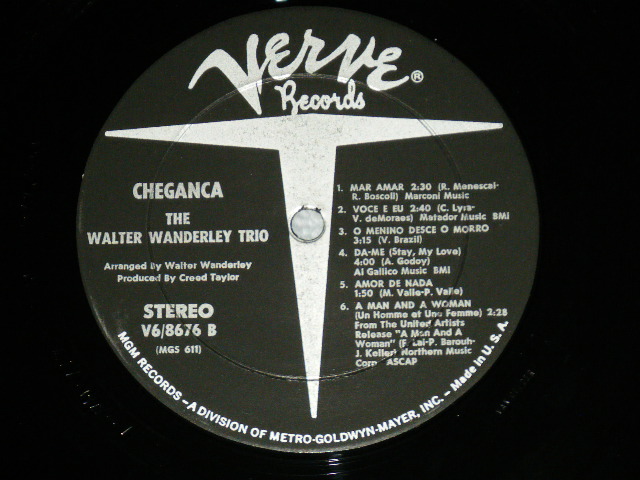 VERVE®
Records
CHEGANCA
THE
WALTER WANDERLEY TRIO
Arranged by Walter Wanderley
Produced by Creed Taylor
STEREO
V6/8676 B
(MGS 611)
1. MAR AMAR 2:30 (R. Menescal-
R. Boscoli) Marconi Music
2. VOCE E EU 2:40 (C. Lyra-
V. deMoraes) Matador Music BMI
3. O MENINO DESCE O MORRO
3:15 (V. Brazil)
4. DA-ME (Stay, My Love)
4:00 (A. Godoy)
Al Gallico Music BMI
5. AMOR DE NADA
1:50 (M. Valle-P. Valle)
6. A MAN AND A WOMAN
(Un Homme et Une Femme) 2:28
From The United Artists
Release "A Man And A
Woman" (F. Lai-P. Barouh-
J. Keller) Northern Music
Corp. ASCAP
MGM RECORDS—A DIVISION OF METRO-GOLDWYN-MAYER, INC.—Made in U.S.A.